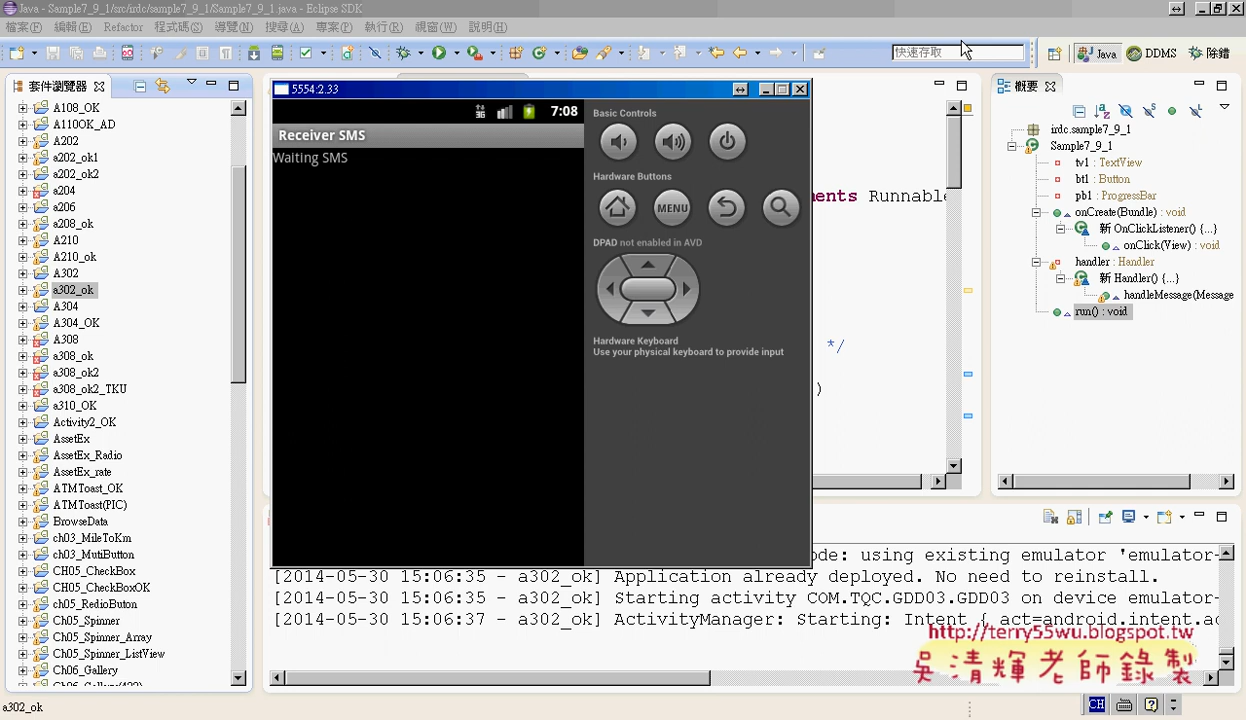 Java - Sample7_9_1/src/irdc/sample7_9_1/Sample7_9_1.java - Eclipse SDK
檔案(F) 編輯(E) Refactor 程式碼(S) 導覽(N) 搜尋(A) 專案(P) 執行(R) 視窗(W) 說明(H)
快速存取
Java
DDMS
除錯
套件瀏覽器
A108_OK
A110OK_AD
A202
a202_ok1
a202_ok2
a204
a206
a208_ok
A210
A210_ok
A302
a302_ok
A304
A304_OK
A308
a308_ok
a308_ok2
a308_ok2_TKU
a310_OK
Activity2_OK
AssetEx
AssetEx_Radio
AssetEx_rate
ATMToast_OK
ATMToast(PIC)
BrowseData
ch03_MileToKm
ch03_MutiButton
CH05_CheckBox
CH05_CheckBoxOK
ch05_RedioButon
Ch05_Spinner
Ch05_Spinner_Array
Ch05_Spinner_ListView
Ch06_Gallery
5554:2.33
3G
7:08
Receiver SMS
Waiting SMS
Basic Controls
Hardware Buttons
MENU
DPAD not enabled in AVD
Hardware Keyboard
Use your physical keyboard to provide input
ments Runnable
*/
)
概要
irdc.sample7_9_1
Sample7_9_1
tv1 : TextView
bt1 : Button
pb1 : ProgressBar
onCreate(Bundle) : void
新 OnClickListener() {...}
onClick(View) : void
handler : Handler
新 Handler() {...}
handleMessage(Message
run() : void
ode: using existing emulator 'emulator-
[2014-05-30 15:06:35 - a302_ok] Application already deployed. No need to reinstall.
[2014-05-30 15:06:35 - a302_ok] Starting activity COM.TQC.GDD03.GDD03 on device emulator-
[2014-05-30 15:06:37 - a302_ok] ActivityManager: Starting: Intent { act=android.intent.ac
http://terry55wu.blogspot.tw
吳清輝老師錄製
a302_ok
CH